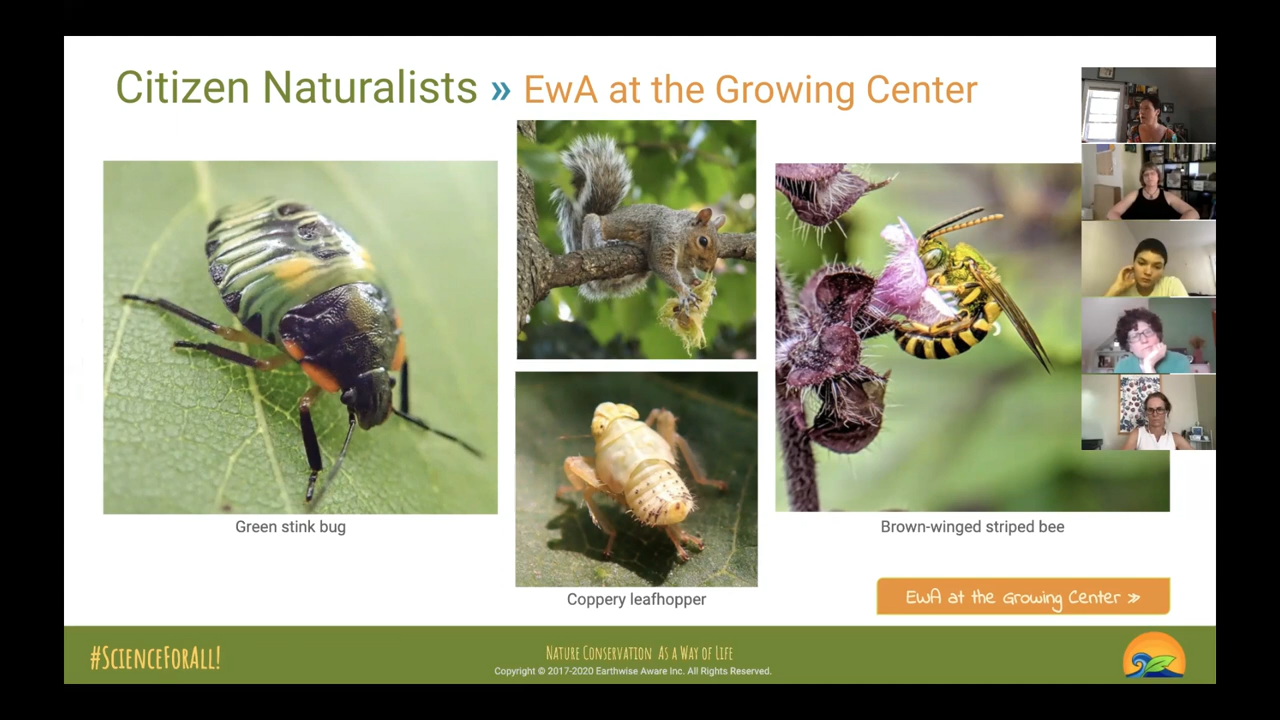 Citizen Naturalists » EwA at the Growing Center
Green stink bug
Coppery leafhopper
Brown-winged striped bee
EwA at the Growing Center »
#ScienceForAll!
Nature Conservation As a Way of Life
Copyright © 2017-2020 Earthwise Aware Inc. All Rights Reserved.